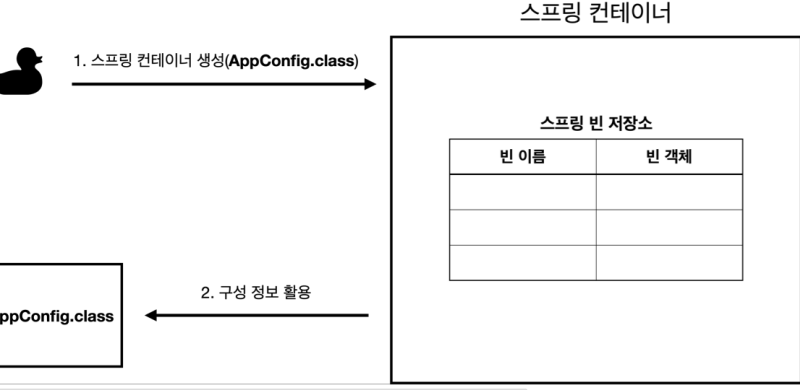 스프링 컨테이너
1. 스프링 컨테이너 생성(AppConfig.class)
스프링 빈 저장소
빈 이름 빈 객체
2. 구성 정보 활용
ppConfig.class